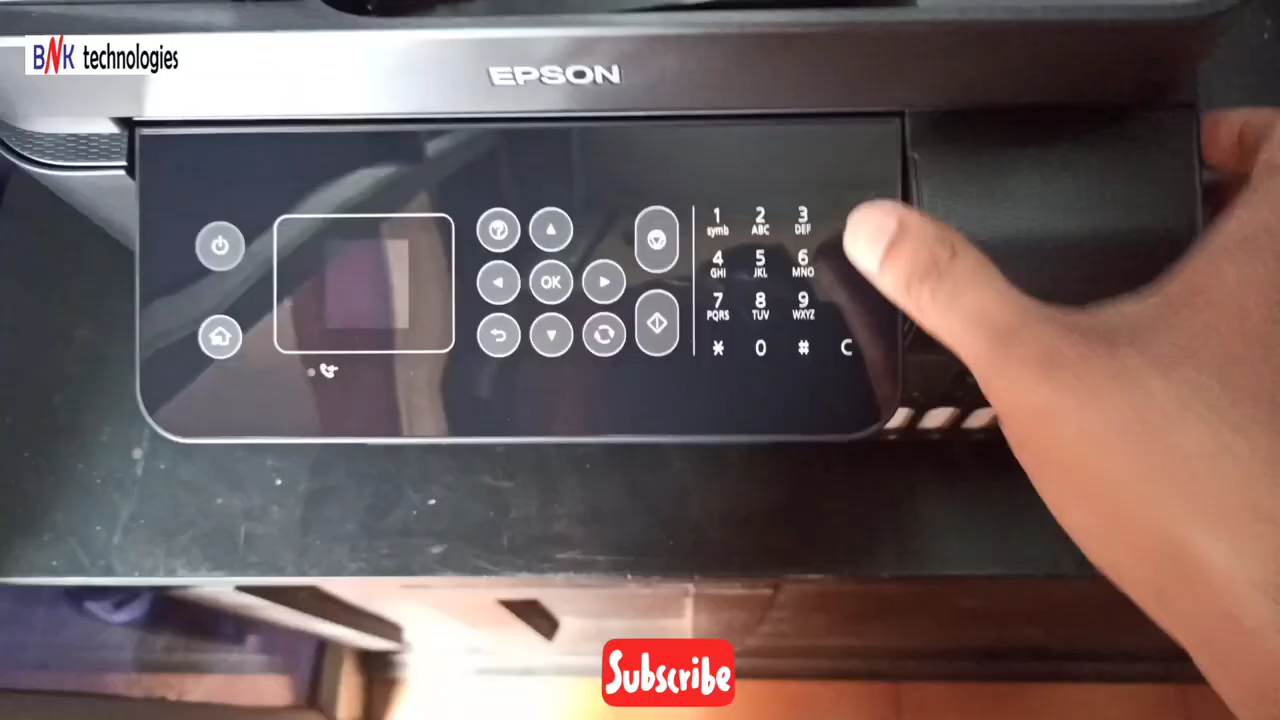 BNK technologies
EPSON
OK
1 2 3
symb ABC DEF
4 5 6
GHI JKL MNO
7 8 9
PQRS TUV WXYZ
* 0 # C
Subscribe